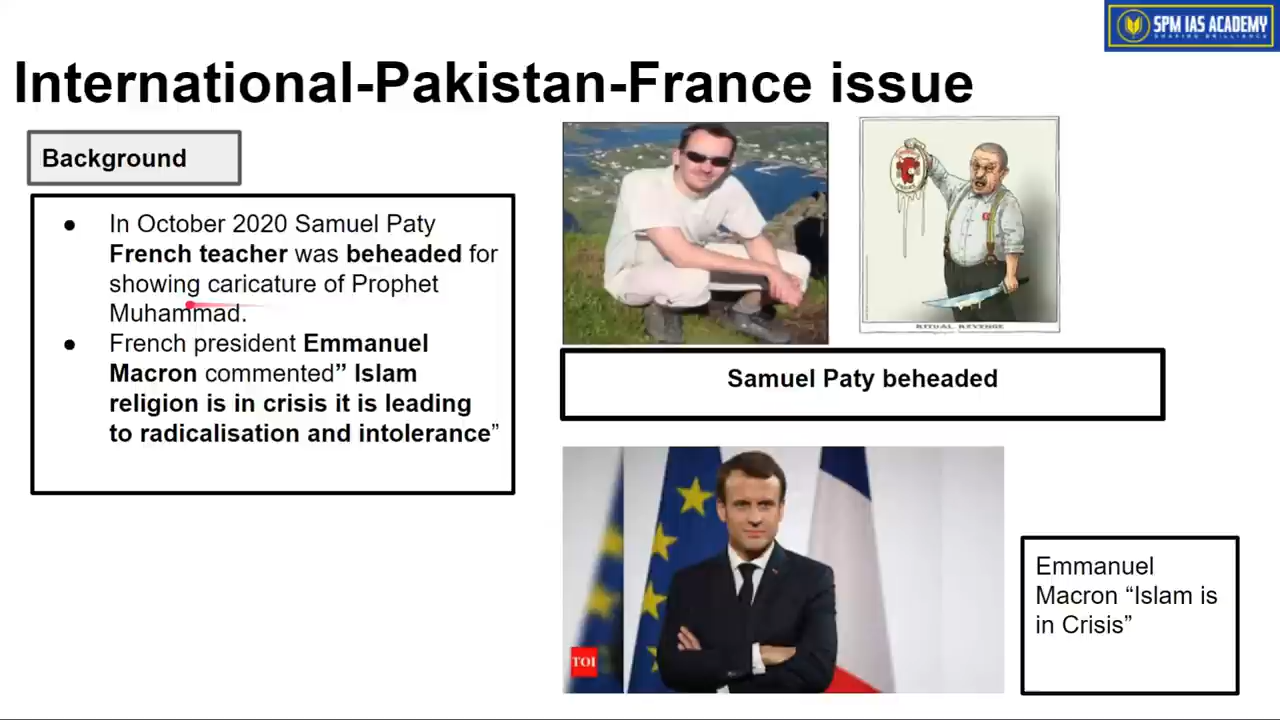 SPM IAS ACADEMY
SHARING BRILLIANCE
International-Pakistan-France issue
Background
● In October 2020 Samuel Paty
French teacher was beheaded for
showing caricature of Prophet
Muhammad.
● French president Emmanuel
Macron commented” Islam
religion is in crisis it is leading
to radicalisation and intolerance”
RITUAL REVENGE
Samuel Paty beheaded
TOI
Emmanuel
Macron “Islam is
in Crisis”